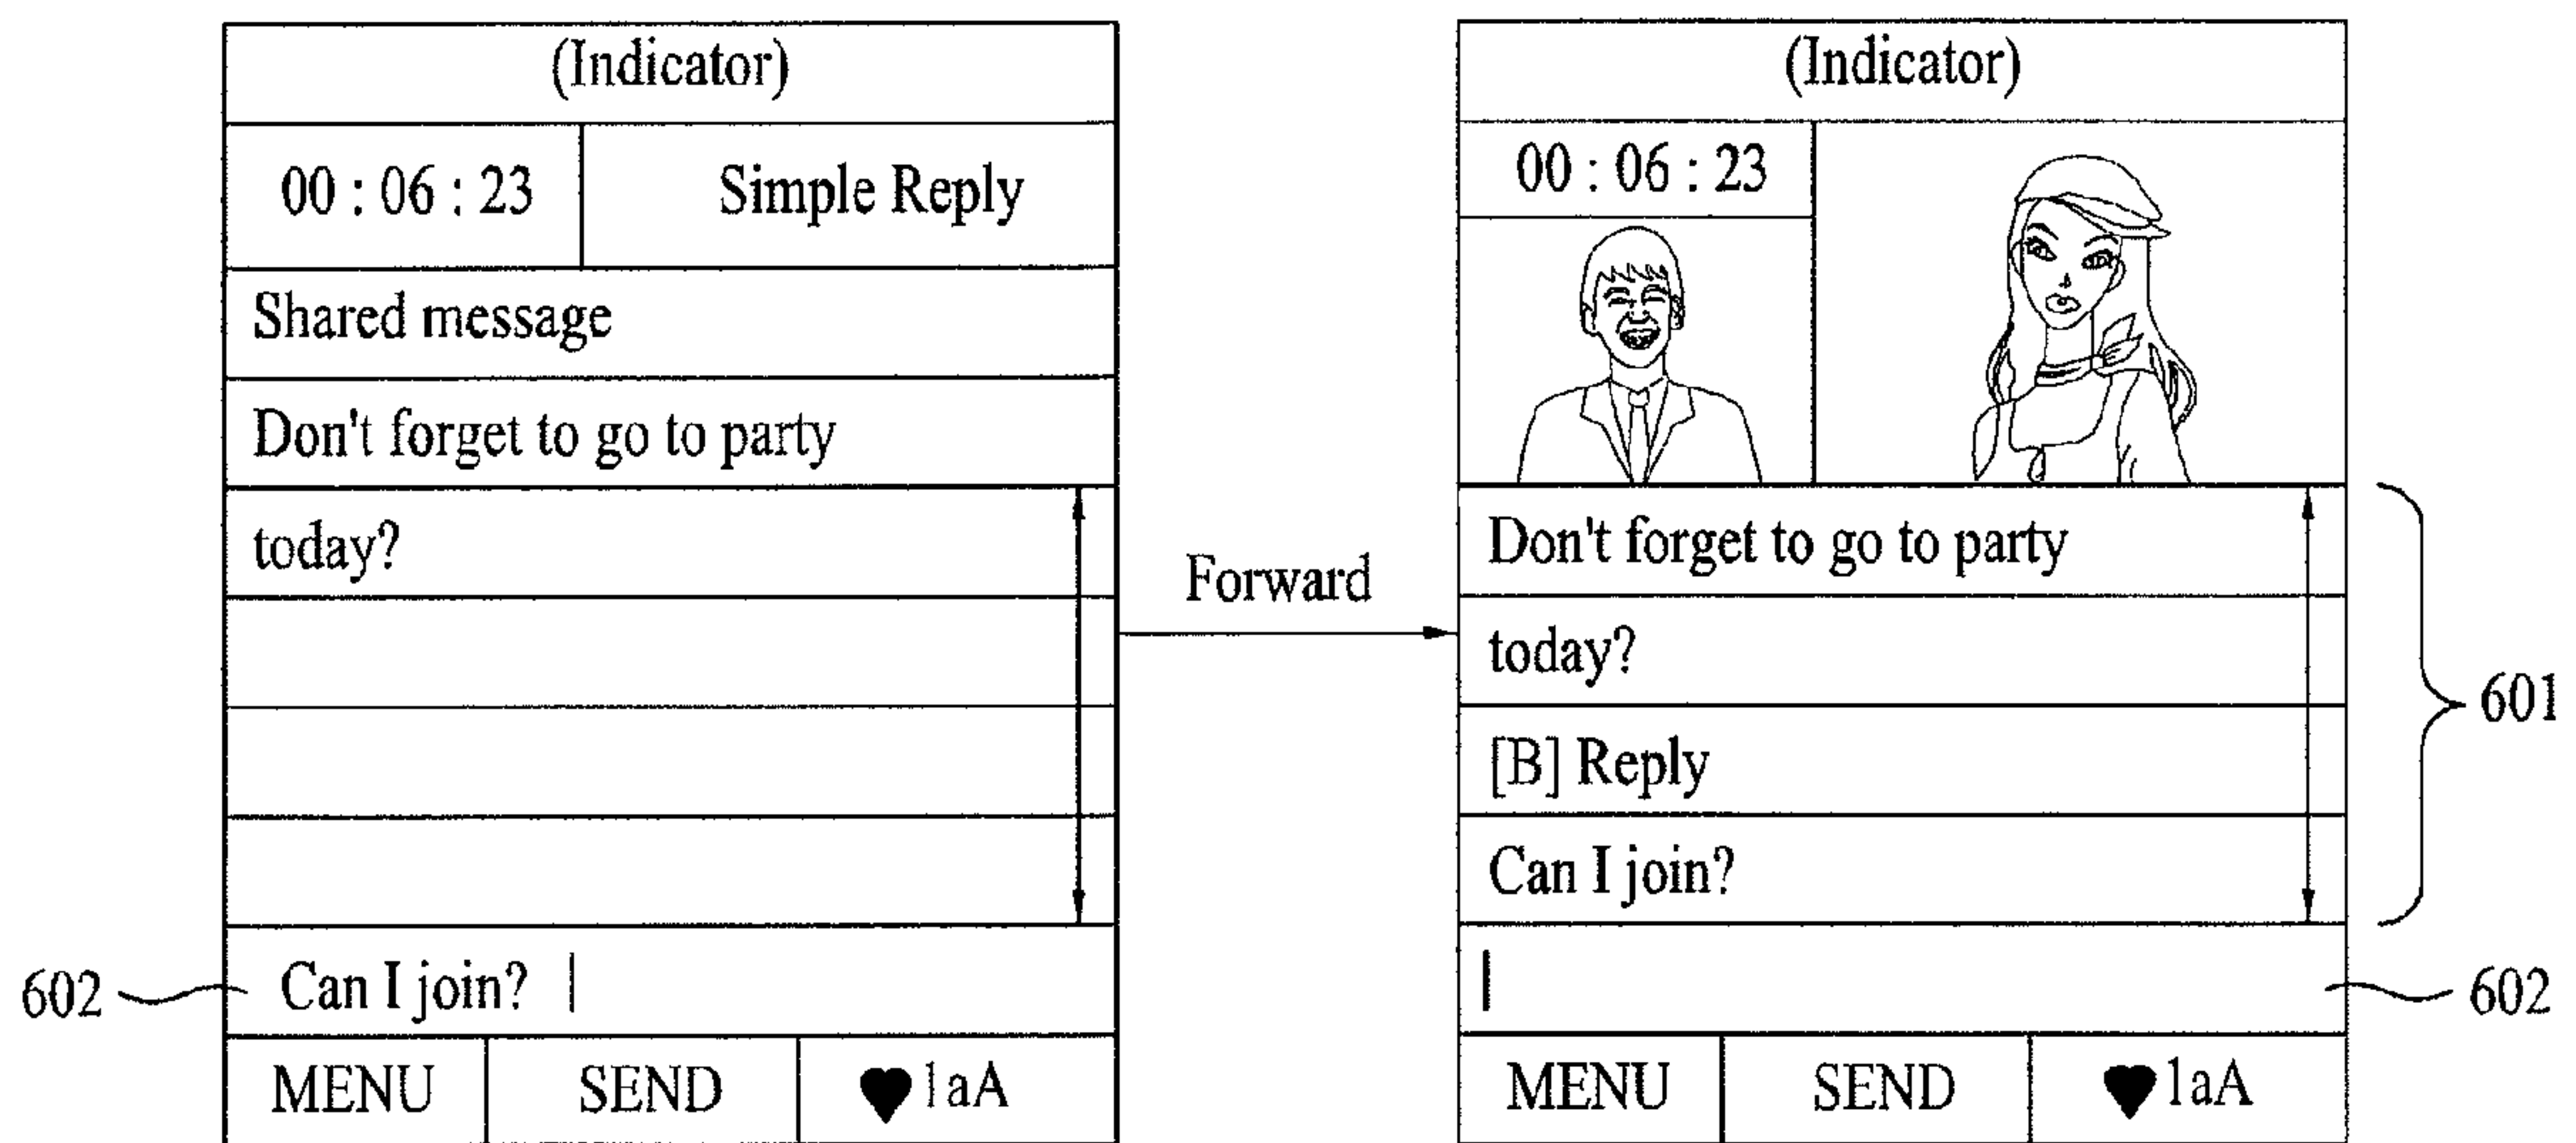 (Indicator)
00 : 06 : 23 Simple Reply
Shared message
Don't forget to go to party
today?
602 Can I join?
MENU SEND ♥1aA
Forward
(Indicator)
00 : 06 : 23
Don't forget to go to party
today?
[B] Reply
Can I join?
601
602
MENU SEND ♥1aA